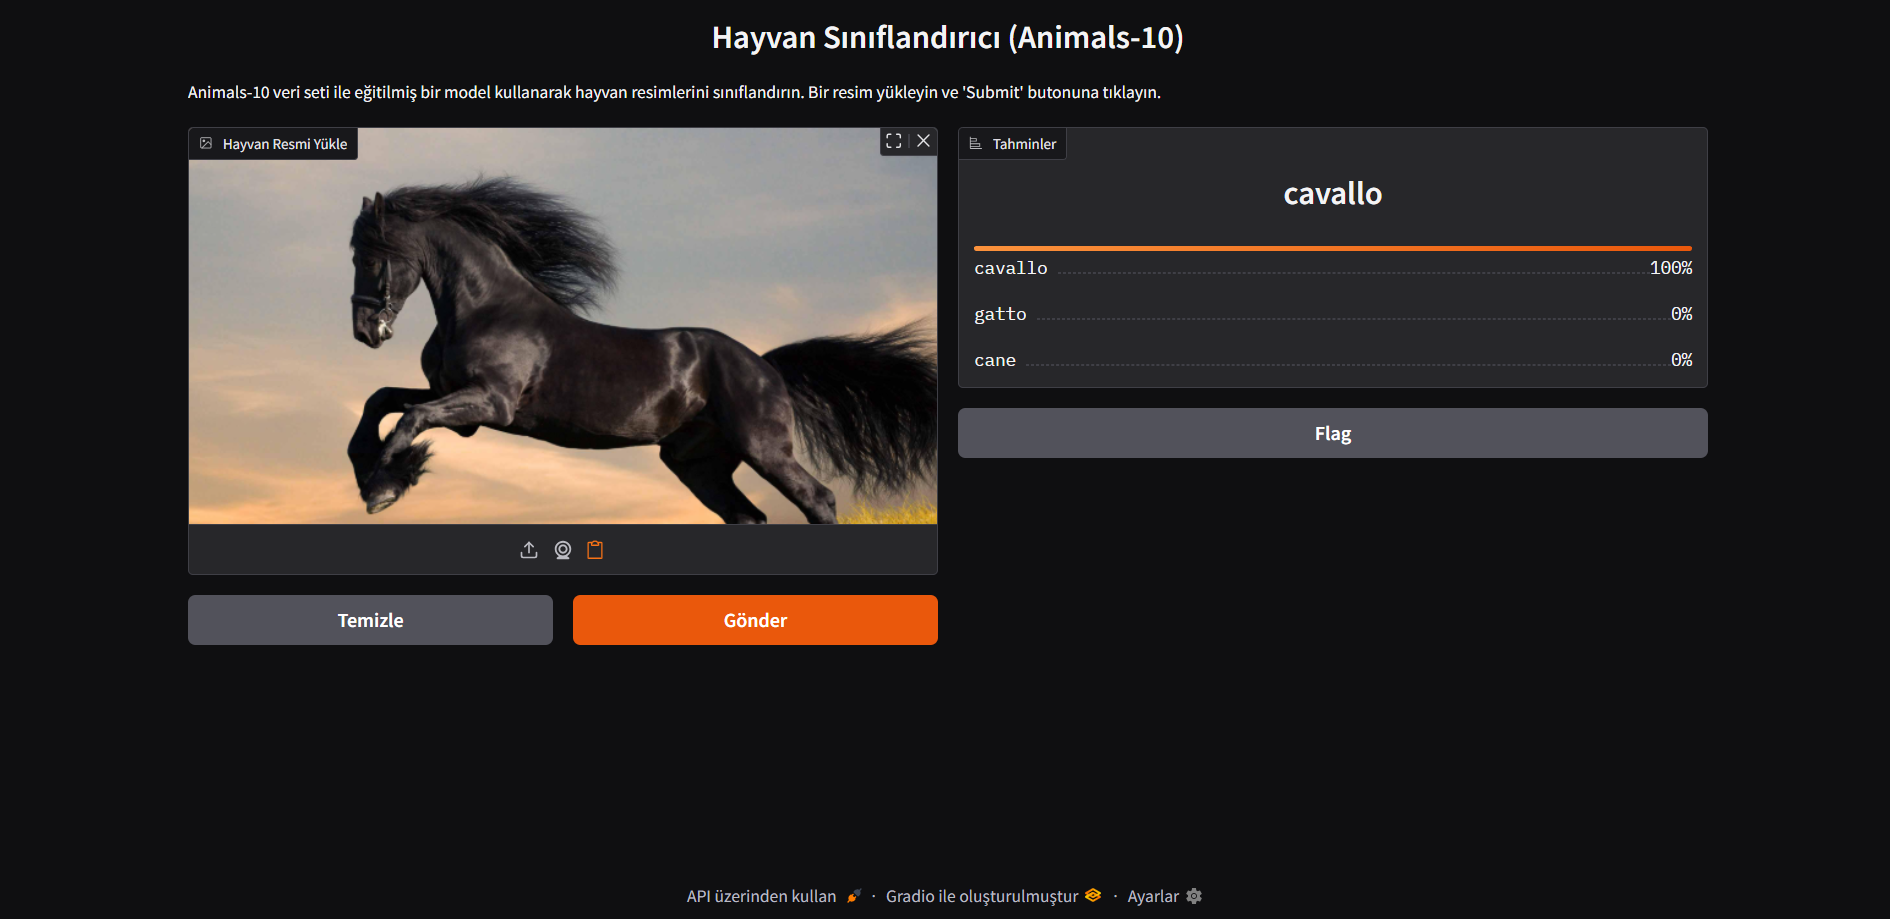 Hayvan Sınıflandırıcı (Animals-10)
Animals-10 veri seti ile eğitilmiş bir model kullanarak hayvan resimlerini sınıflandırın. Bir resim yükleyin ve 'Submit' butonuna tıklayın.
Hayvan Resmi Yükle
Temizle
Gönder
Tahminler
cavallo
cavallo 100%
gatto 0%
cane 0%
Flag
API üzerinden kullan · Gradio ile oluşturulmuştur · Ayarlar